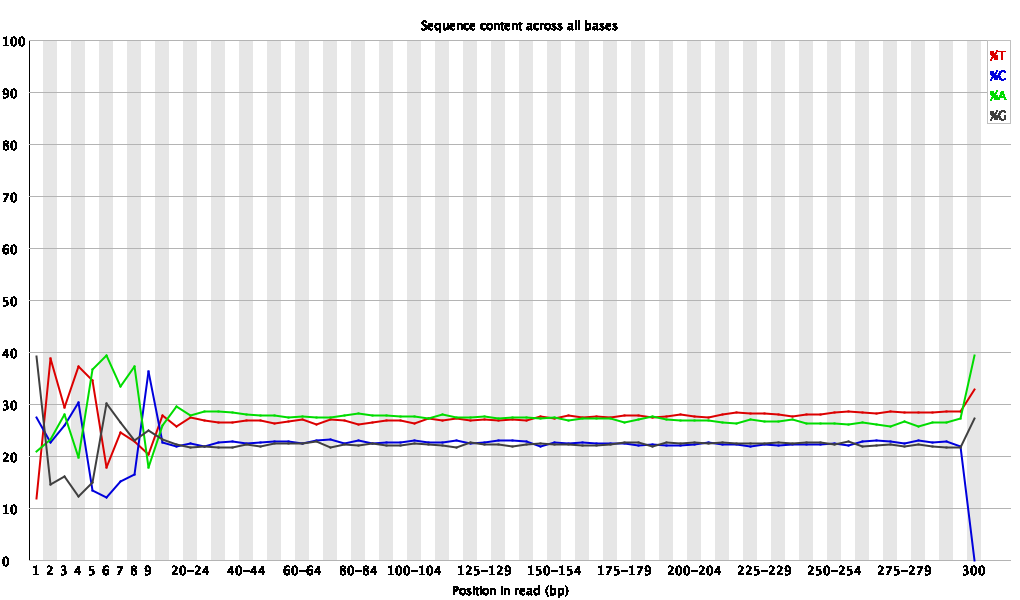 Sequence content across all bases
100
90
80
70
60
50
40
30
20
10
0
%T
%C
%A
%G
1 2 3 4 5 6 7 8 9 20-24 40-44 60-64 80-84 100-104 125-129 150-154 175-179 200-204 225-229 250-254 275-279 300
Position in read (bp)